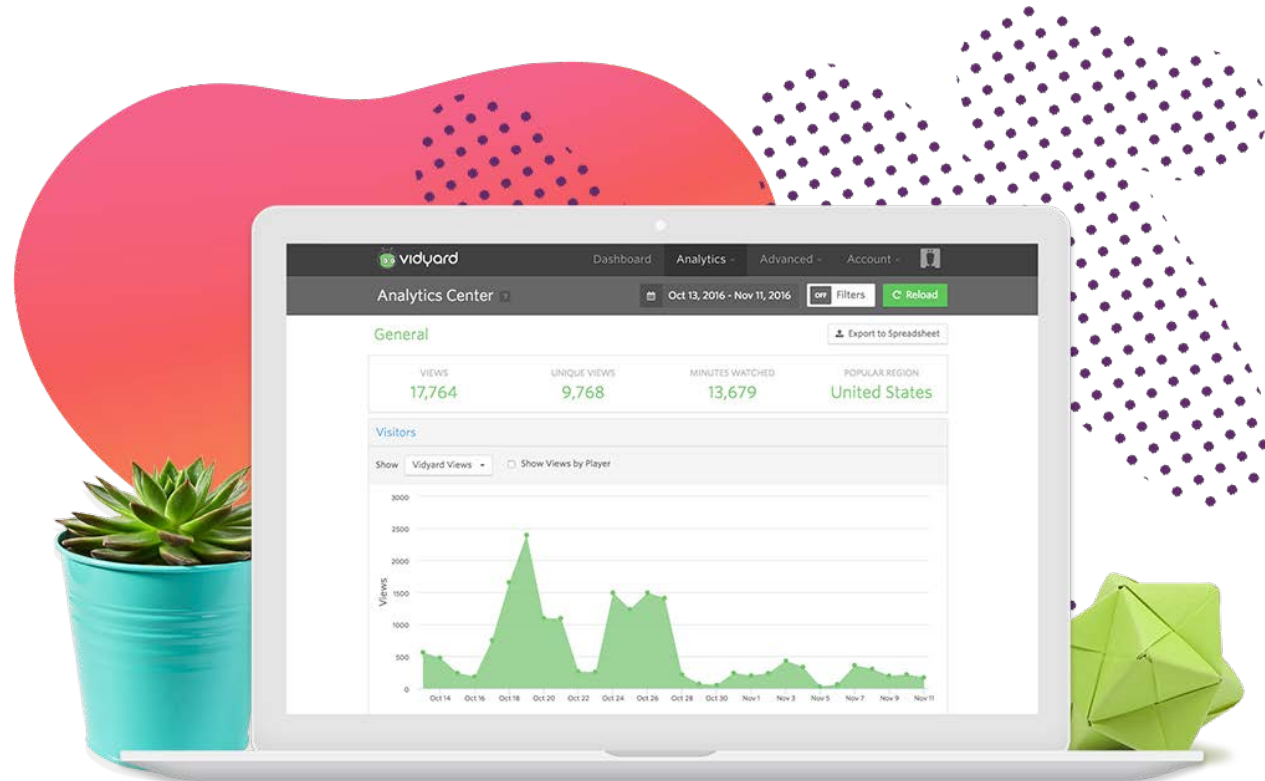 vidyard Dashboard Analytics Advanced Account
Analytics Center ? Oct 13, 2016 - Nov 11, 2016 OFF Filters Reload
General Export to Spreadsheet
VIEWS UNIQUE VIEWS MINUTES WATCHED POPULAR REGION
17,764 9,768 13,679 United States
Visitors
Show Vidyard Views Show Views by Player
3000
2500
2000
1500
1000
500
0
Views
Oct 14 Oct 16 Oct 18 Oct 20 Oct 22 Oct 24 Oct 26 Oct 28 Oct 30 Nov 1 Nov 3 Nov 5 Nov 7 Nov 9 Nov 11